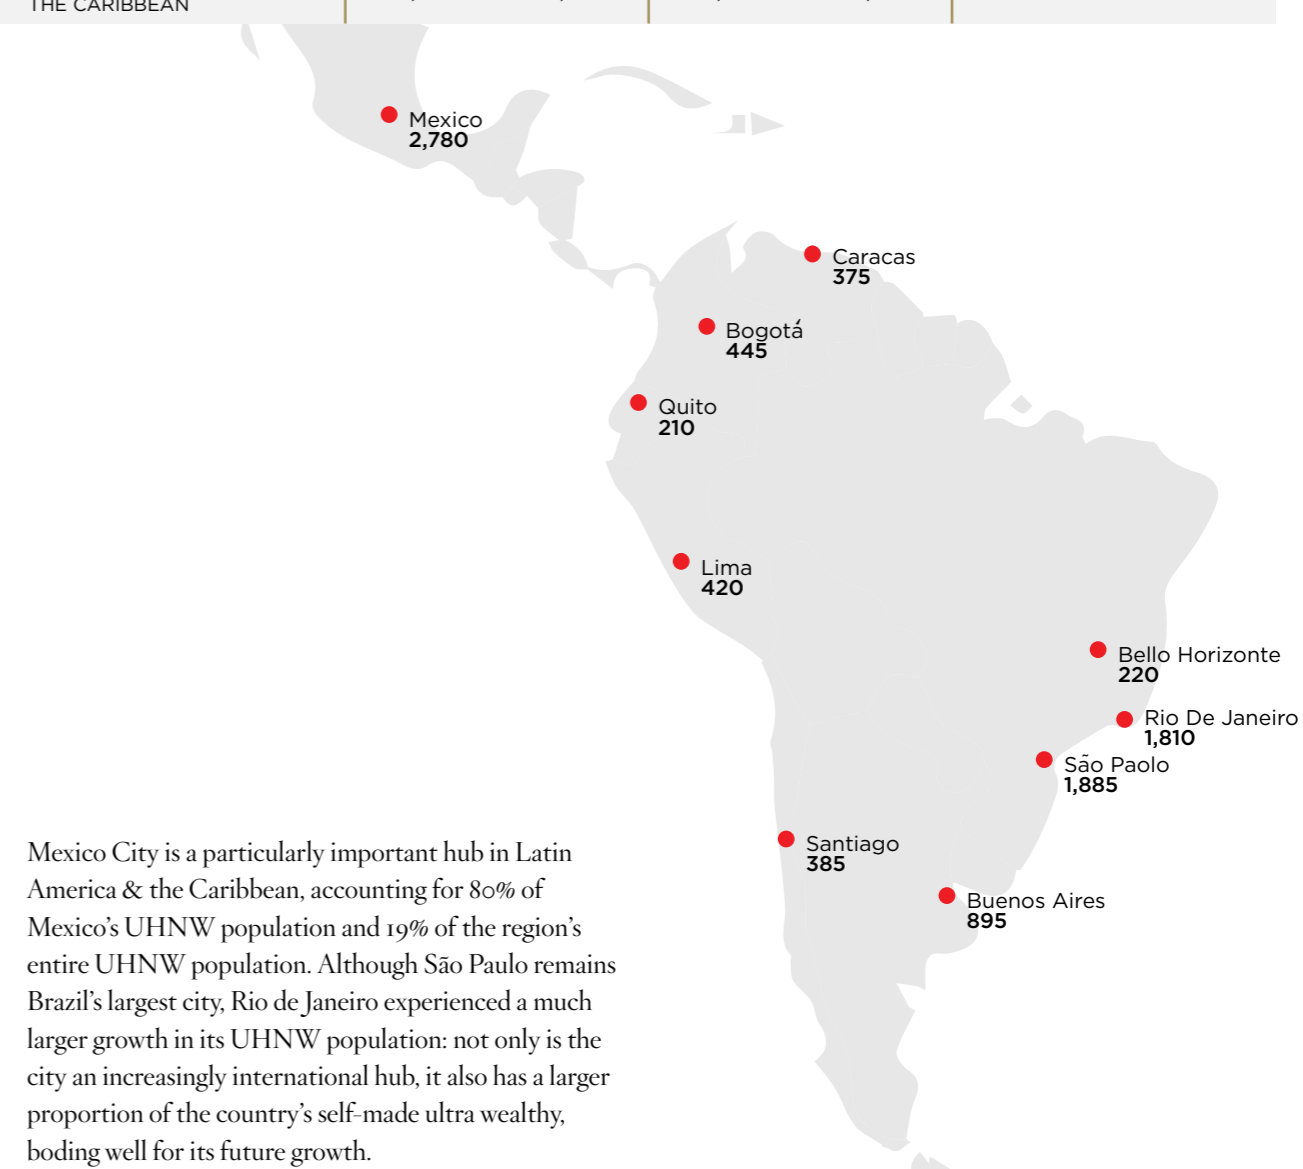 THE CARIBBEAN
Mexico
2,780
Caracas
375
Bogotá
445
Quito
210
Lima
420
Bello Horizonte
220
Rio De Janeiro
1,810
São Paolo
1,885
Santiago
385
Buenos Aires
895
Mexico City is a particularly important hub in Latin
America & the Caribbean, accounting for 80% of
Mexico’s UHNW population and 19% of the region’s
entire UHNW population. Although São Paulo remains
Brazil’s largest city, Rio de Janeiro experienced a much
larger growth in its UHNW population: not only is the
city an increasingly international hub, it also has a larger
proportion of the country’s self-made ultra wealthy,
boding well for its future growth.